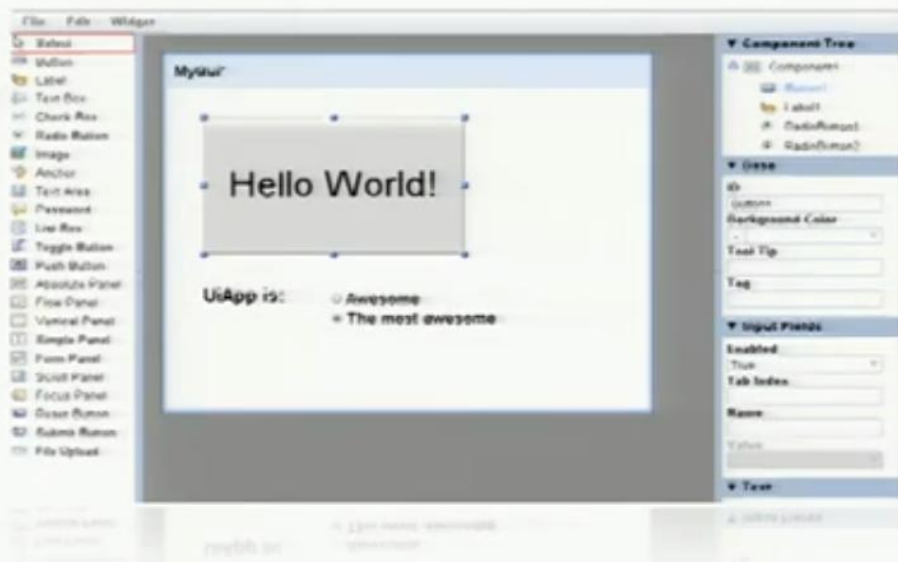 File Edit Widget
Select
Button
Label
Text Box
Check Box
Radio Button
Image
Anchor
Text Area
Password
List Box
Toggle Button
Push Button
Absolute Panel
Flow Panel
Vertical Panel
Simple Panel
Form Panel
Scroll Panel
Focus Panel
Reset Button
Submit Button
File Upload
MyGui*
Hello World!
UiApp is:
Awesome
The most awesome
Component Tree
Components
Button1
Label1
RadioButton1
RadioButton2
Base
ID
Background Color
Tool Tip
Tag
Input Fields
Enabled
True
Tab Index
Name
Value
Text